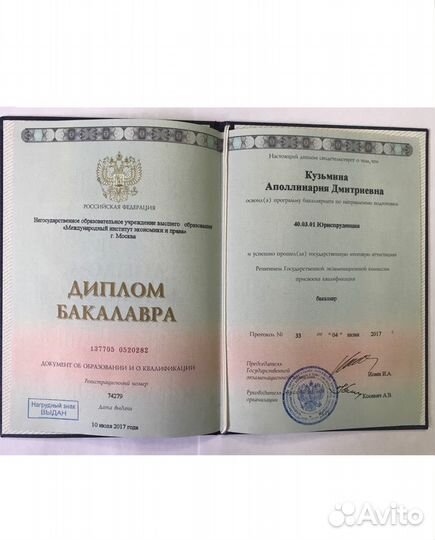 РОССИЙСКАЯ ФЕДЕРАЦИЯ
Негосударственное образовательное учреждение высшего образования
«Международный институт экономики и права»
г. Москва
ДИПЛОМ
БАКАЛАВРА
137705 0520282
ДОКУМЕНТ ОБ ОБРАЗОВАНИИ И О КВАЛИФИКАЦИИ
Регистрационный номер
74279
Дата выдачи
10 июля 2017 года
Нагрудный знак
ВЫДАН
Настоящий диплом свидетельствует о том, что
Кузьмина
Аполлинария Дмитриевна
освоил(а) программу бакалавриата по направлению подготовки
40.03.01 Юриспруденция
и успешно прошёл(ла) государственную итоговую аттестацию
Решением Государственной экзаменационной комиссии
присвоена квалификация
бакалавр
Протокол № 33 от «04» июля 2017 г.
Председатель
Государственной
экзаменационной
Илмн И.А.
Руководитель
организации
Косевич А.В.
Avito